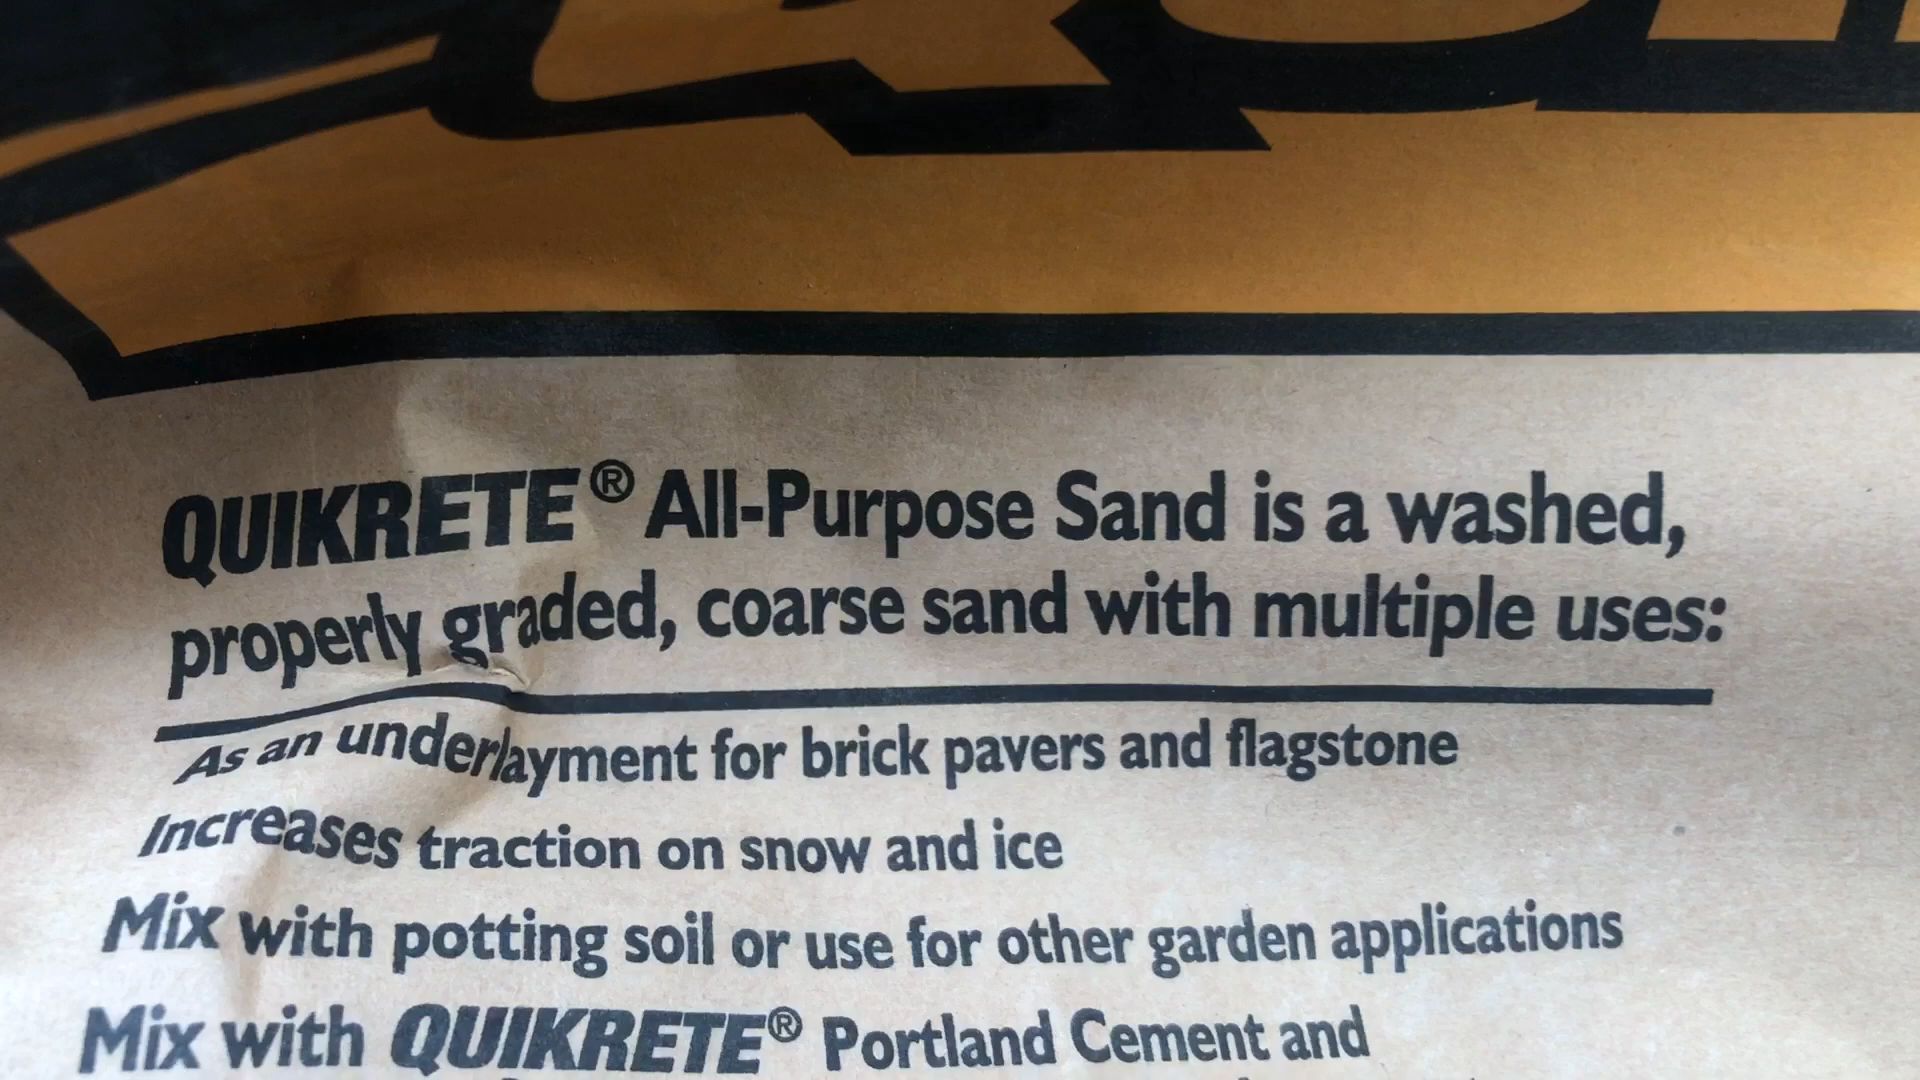 QUIKRETE® All-Purpose Sand is a washed,
properly graded, coarse sand with multiple uses:
As an underlayment for brick pavers and flagstone
Increases traction on snow and ice
Mix with potting soil or use for other garden applications
Mix with QUIKRETE® Portland Cement and